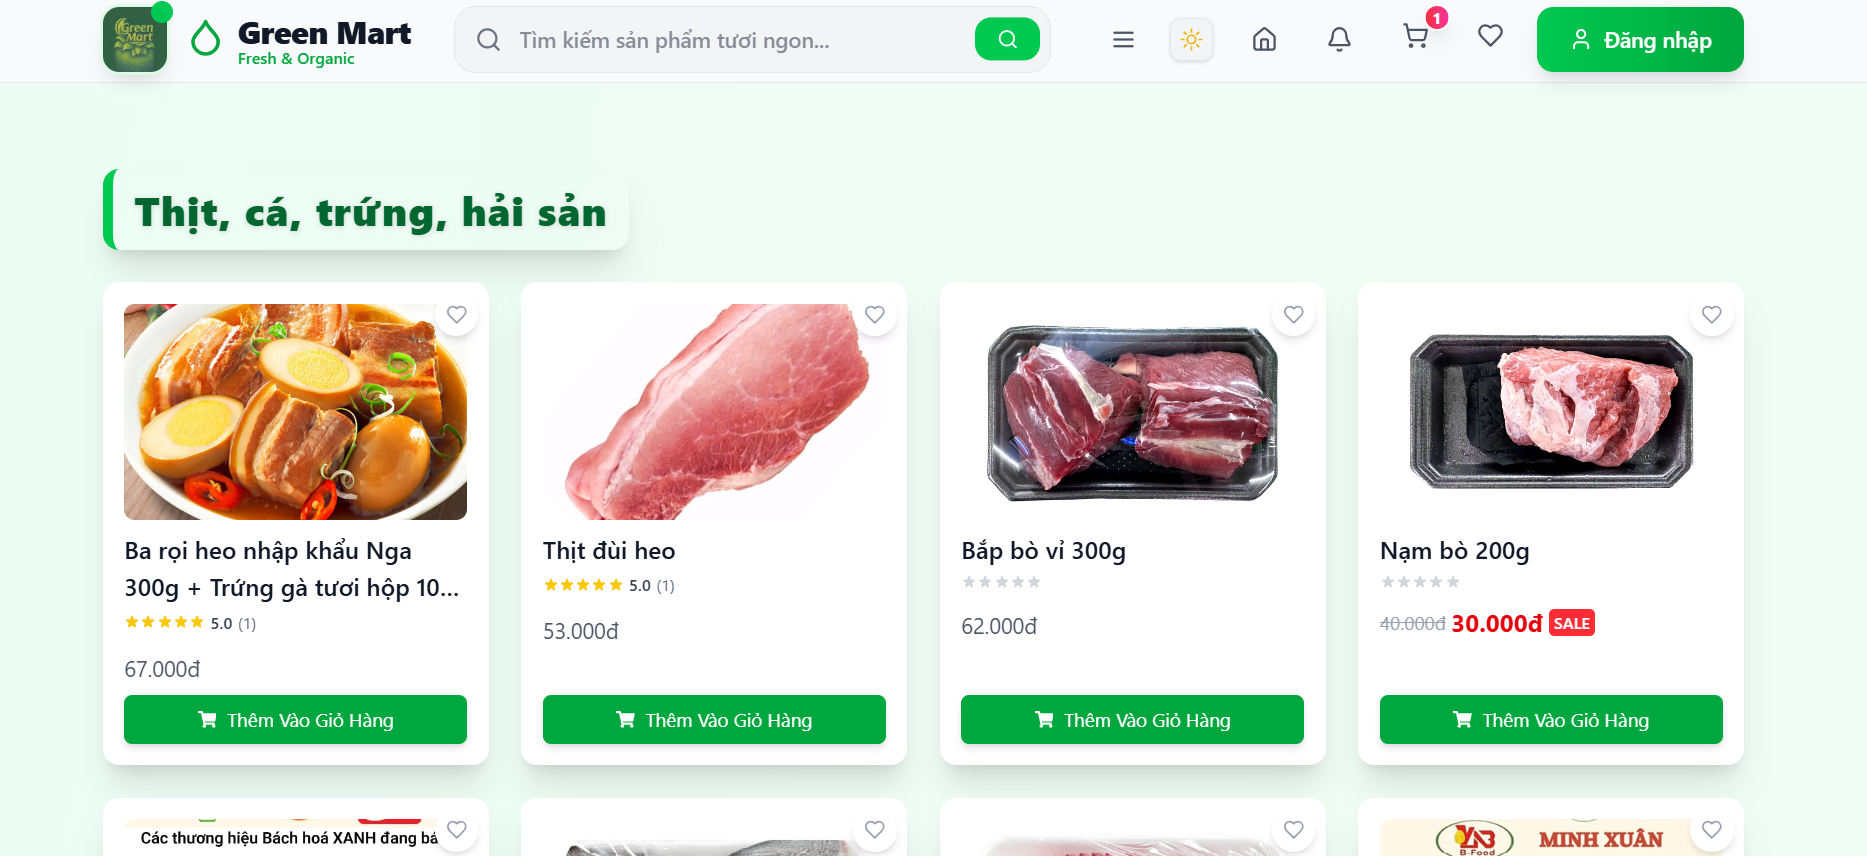 Green Mart
Green Mart
Fresh & Organic
Tìm kiếm sản phẩm tươi ngon...
1
Đăng nhập
Thịt, cá, trứng, hải sản
Ba rọi heo nhập khẩu Nga
300g + Trứng gà tươi hộp 10...
5.0 (1)
67.000đ
Thêm Vào Giỏ Hàng
Thịt đùi heo
5.0 (1)
53.000đ
Thêm Vào Giỏ Hàng
Bắp bò vỉ 300g
62.000đ
Thêm Vào Giỏ Hàng
Nạm bò 200g
40.000đ 30.000đ SALE
Thêm Vào Giỏ Hàng
Các thương hiệu Bách hoá XANH đang bá
B-Food
MINH XUÂN